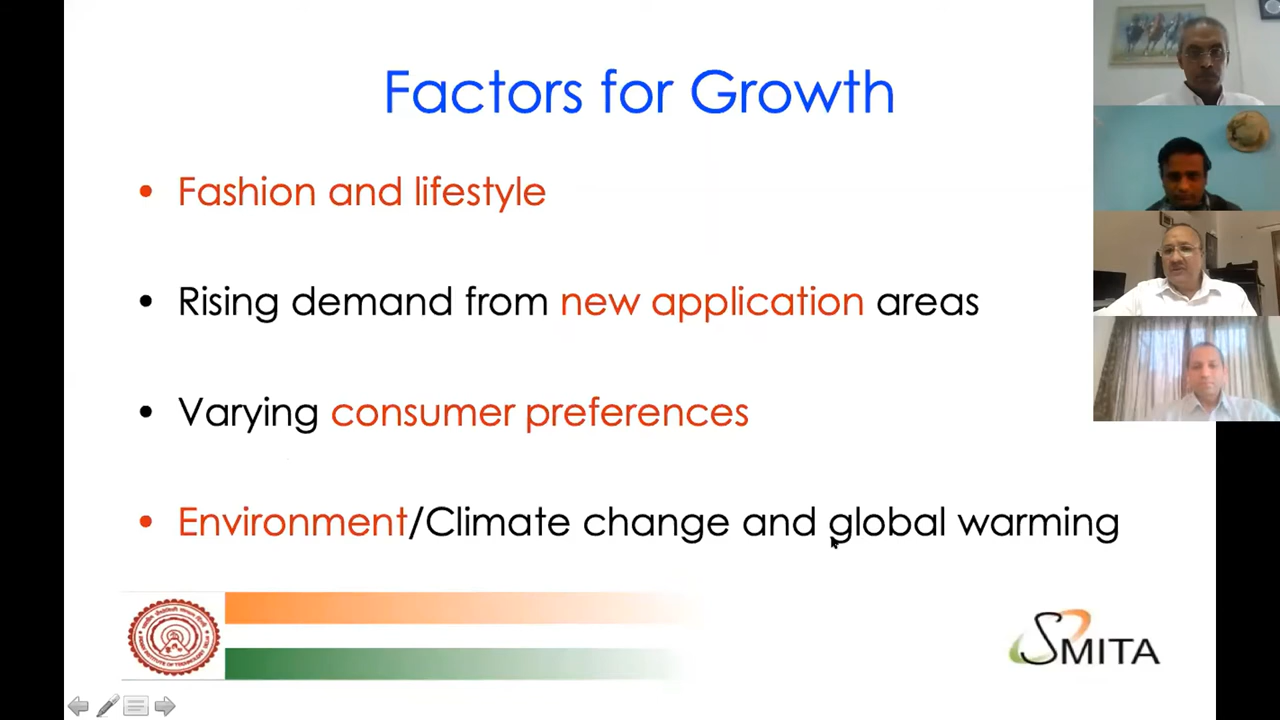 Factors for Growth
• Fashion and lifestyle
• Rising demand from new application areas
• Varying consumer preferences
• Environment/Climate change and global warming
SMITA